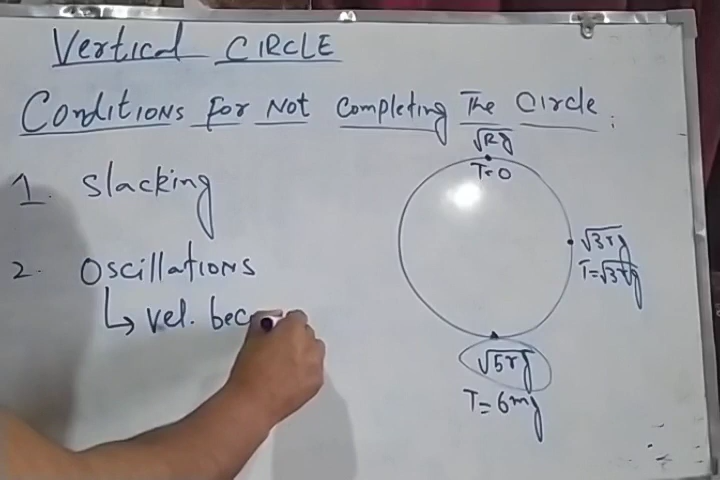 Vertical CIRCLE
Conditions For Not Completing The Circle:
√Rg
T=0
1. Slacking
√3rg
T=√3rg
2. Oscillations
↳ vel. bec
√5rg
T=6mg